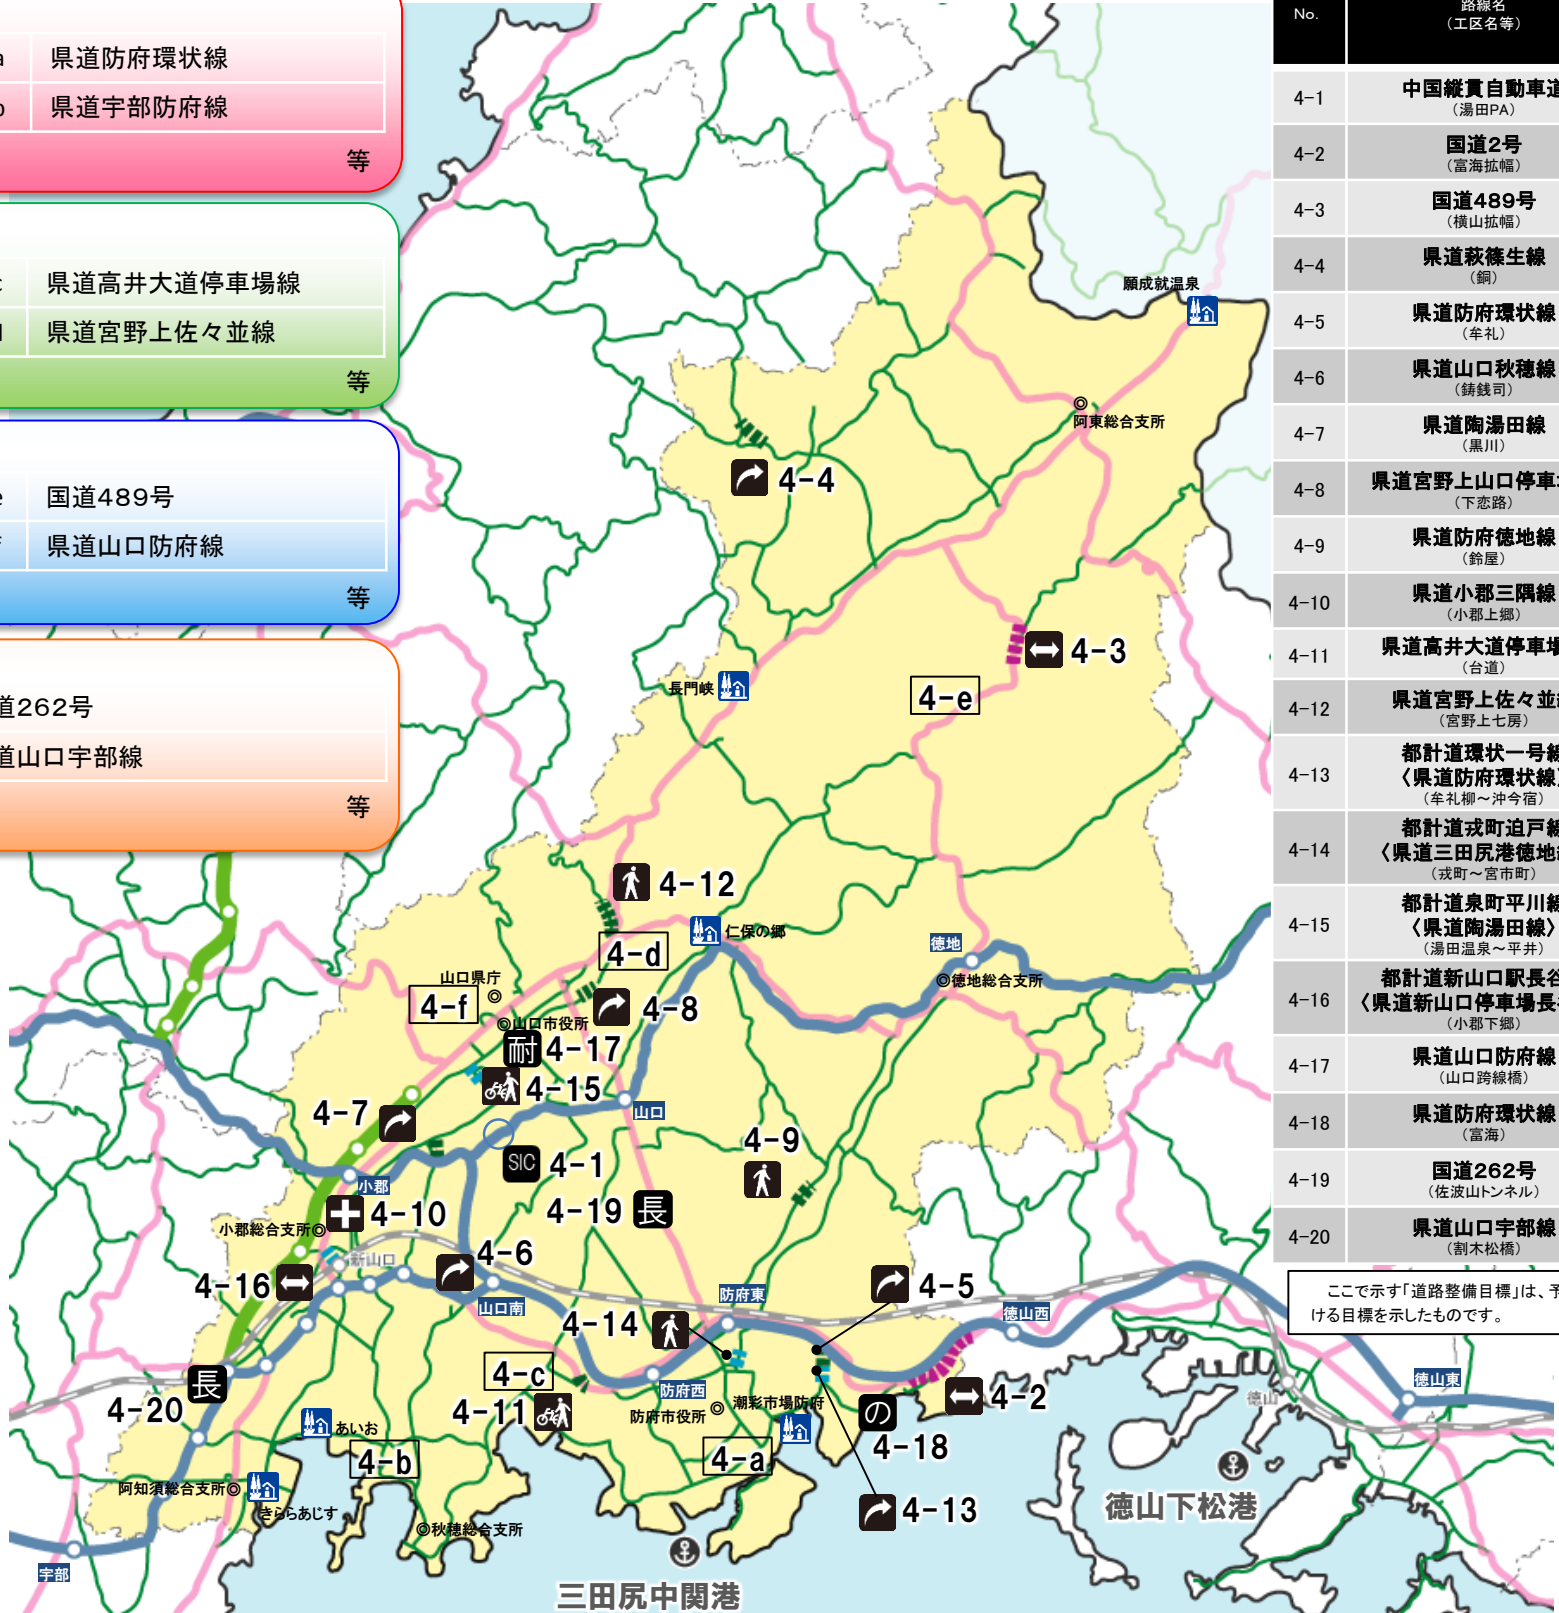 県道防府環状線
県道宇部防府線
等
県道高井大道停車場線
県道宮野上佐々並線
等
e
国道489号
県道山口防府線
等
道262号
道山口宇部線
等
No.
路線名
（工区名等）
4-1
中国縦貫自動車道
（湯田PA）
4-2
国道2号
（富海拡幅）
4-3
国道489号
（横山拡幅）
4-4
県道萩篠生線
（銅）
4-5
県道防府環状線
（牟礼）
4-6
県道山口秋穂線
（鋳銭司）
4-7
県道陶湯田線
（黒川）
4-8
県道宮野上山口停車
（下恋路）
4-9
県道防府徳地線
（鈴屋）
4-10
県道小郡三隅線
（小郡上郷）
4-11
県道高井大道停車場
（台道）
4-12
県道宮野上佐々並
（宮野上七房）
4-13
都計道環状一号線
〈県道防府環状線
（牟礼柳～沖今宿）
4-14
都計道戎町迫戸線
〈県道三田尻港徳地
（戎町～宮市町）
4-15
都計道泉町平川線
〈県道陶湯田線〉
（湯田温泉～平井）
4-16
都計道新山口駅長谷
〈県道新山口停車場長
（小郡下郷）
4-17
県道山口防府線
（山口跨線橋）
4-18
県道防府環状線
（富海）
4-19
国道262号
（佐波山トンネル）
4-20
県道山口宇部線
（割木松橋）
ここで示す「道路整備目標」は、予
ける目標を示したものです。
願成就温泉
◎
阿東総合支所
4-4
4-3
長門峡
4-e
4-12
仁保の郷
4-d
徳地
◎徳地総合支所
山口県庁
◎
4-f
4-8
◎山口市役所
耐 4-17
4-15
4-7
山口
4-9
SIC 4-1
小郡
4-19 長
4-10
小郡総合支所◎
新山口
4-6
4-16
4-5
山口南
防府東
徳山西
4-14
4-c
長
防府西
4-2
徳山東
徳山
4-20
4-11
防府市役所◎
潮彩市場防府
の
4-18
あいお
4-b
4-a
阿知須総合支所◎
きららあじす
4-13
徳山下松港
◎秋穂総合支所
宇部
三田尻中関港